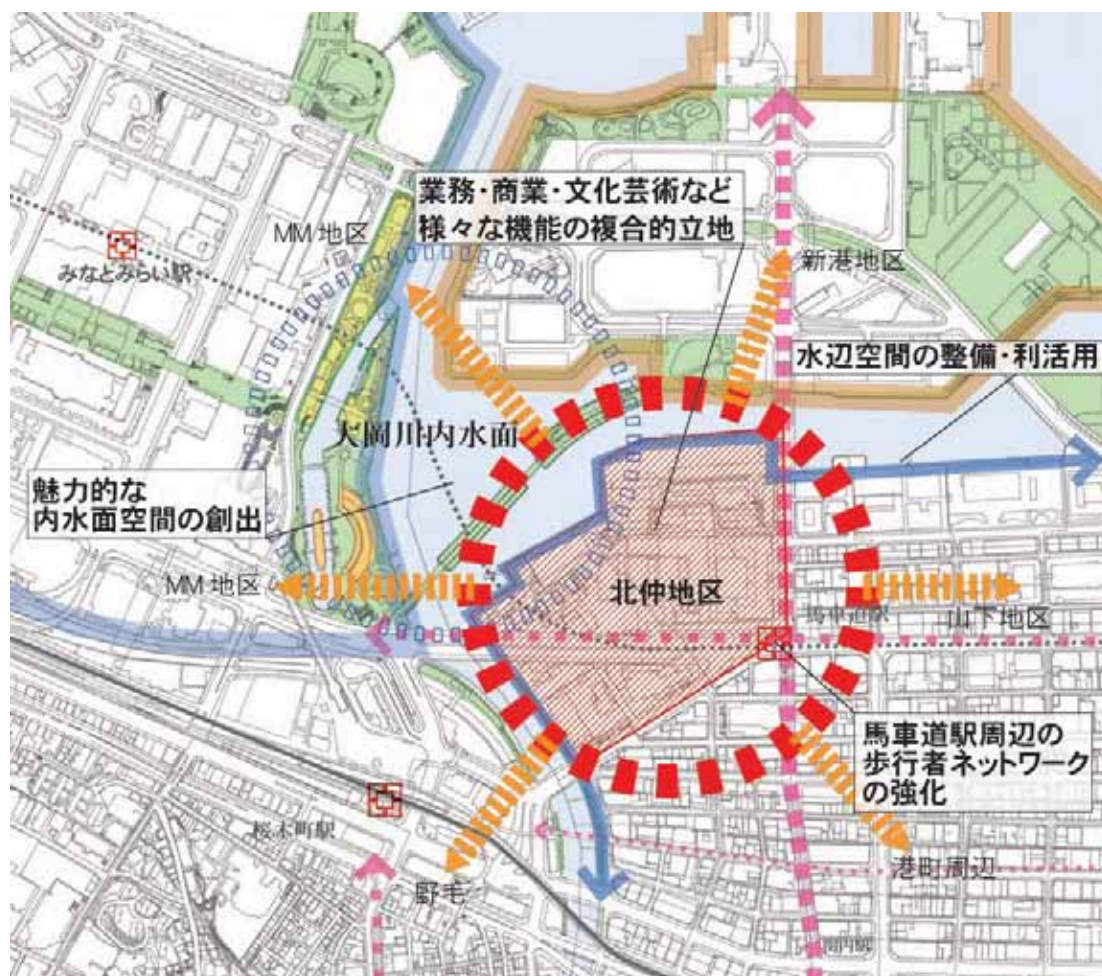 業務・商業・文化芸術など
様々な機能の複合的立地
MM 地区
みなとみらい駅
新港地区
水辺空間の整備・利活用
大岡川内水面
魅力的な
内水面空間の創出
MM 地区
北仲地区
馬車道駅
山下地区
馬車道駅周辺の
歩行者ネットワーク
の強化
桜木町駅
野毛
港町周辺
関内駅